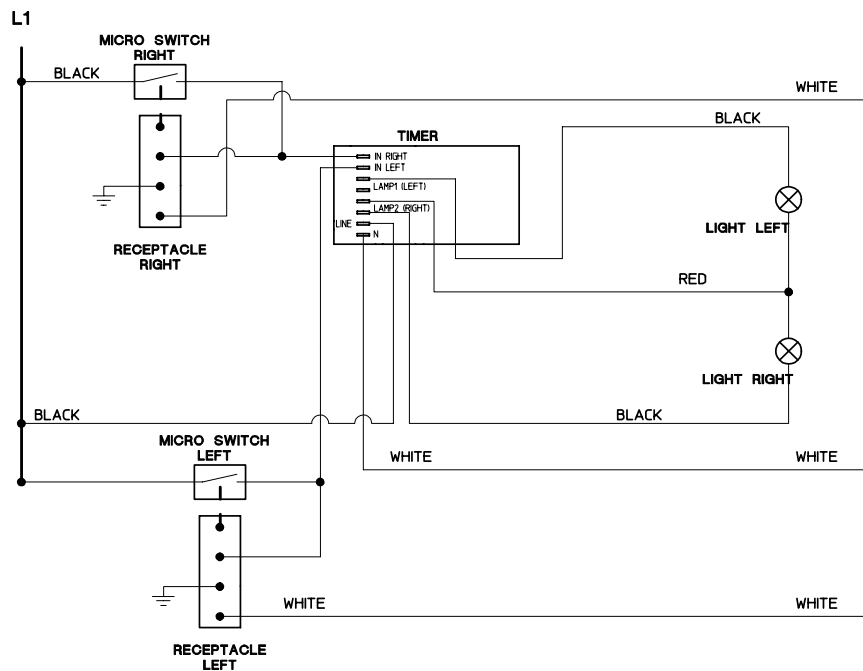 L1
MICRO SWITCH
RIGHT
BLACK
WHITE
BLACK
TIMER
IN RIGHT
IN LEFT
LAMP1 (LEFT)
LAMP2 (RIGHT)
LINE
N
LIGHT LEFT
RECEPTACLE
RIGHT
RED
LIGHT RIGHT
BLACK
BLACK
MICRO SWITCH
LEFT
WHITE
WHITE
WHITE
WHITE
RECEPTACLE
LEFT